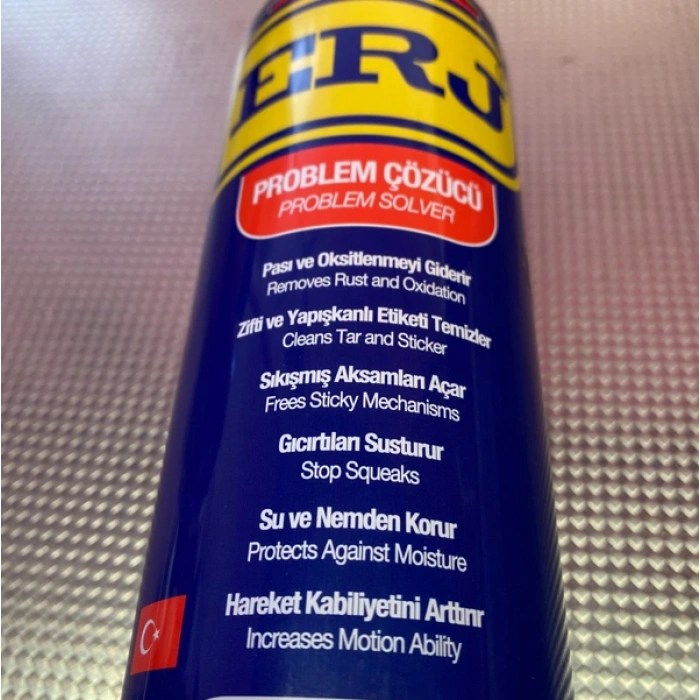 ERJ
PROBLEM ÇÖZÜCÜ
PROBLEM SOLVER
Pası ve Oksitlenmeyi Giderir
Removes Rust and Oxidation
Zifti ve Yapışkanlı Etiketi Temizler
Cleans Tar and Sticker
Sıkışmış Aksamları Açar
Frees Sticky Mechanisms
Gıcırtıları Susturur
Stop Squeaks
Su ve Nemden Korur
Protects Against Moisture
Hareket Kabiliyetini Arttırır
Increases Motion Ability